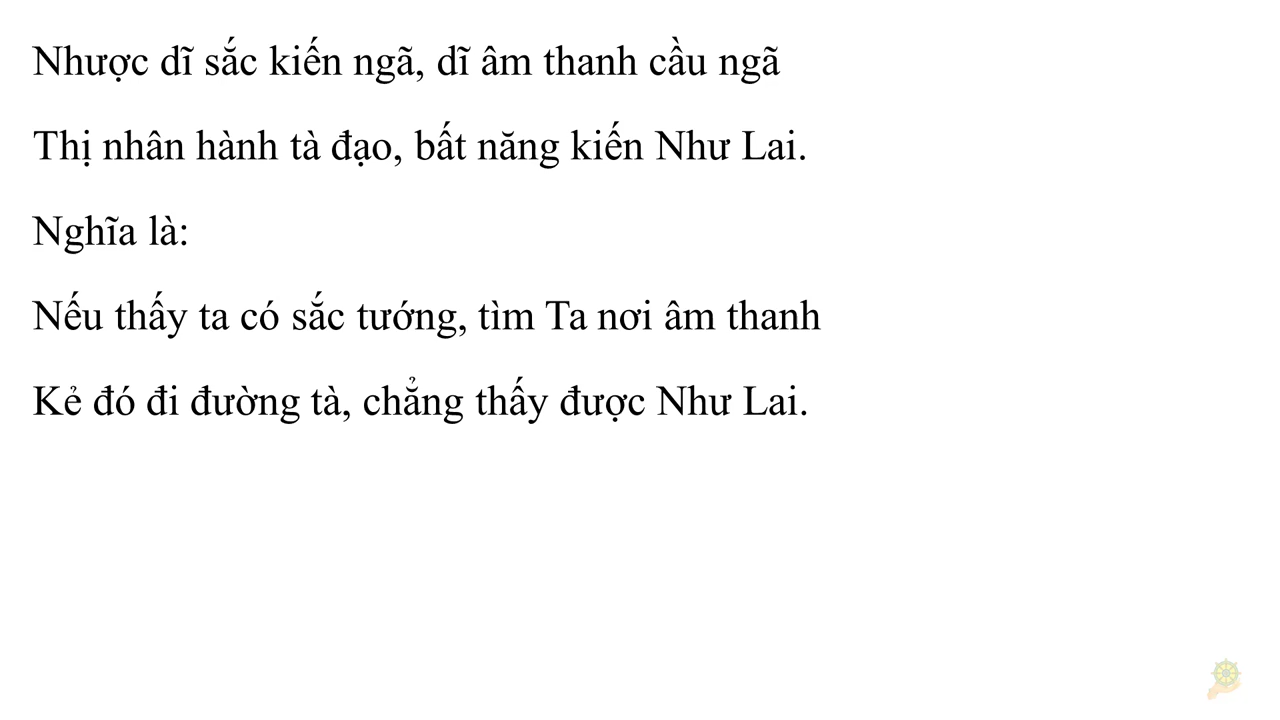 Nhược dĩ sắc kiến ngã, dĩ âm thanh cầu ngã
Thị nhân hành tà đạo, bất năng kiến Như Lai.
Nghĩa là:
Nếu thấy ta có sắc tướng, tìm Ta nơi âm thanh
Kẻ đó đi đường tà, chẳng thấy được Như Lai.